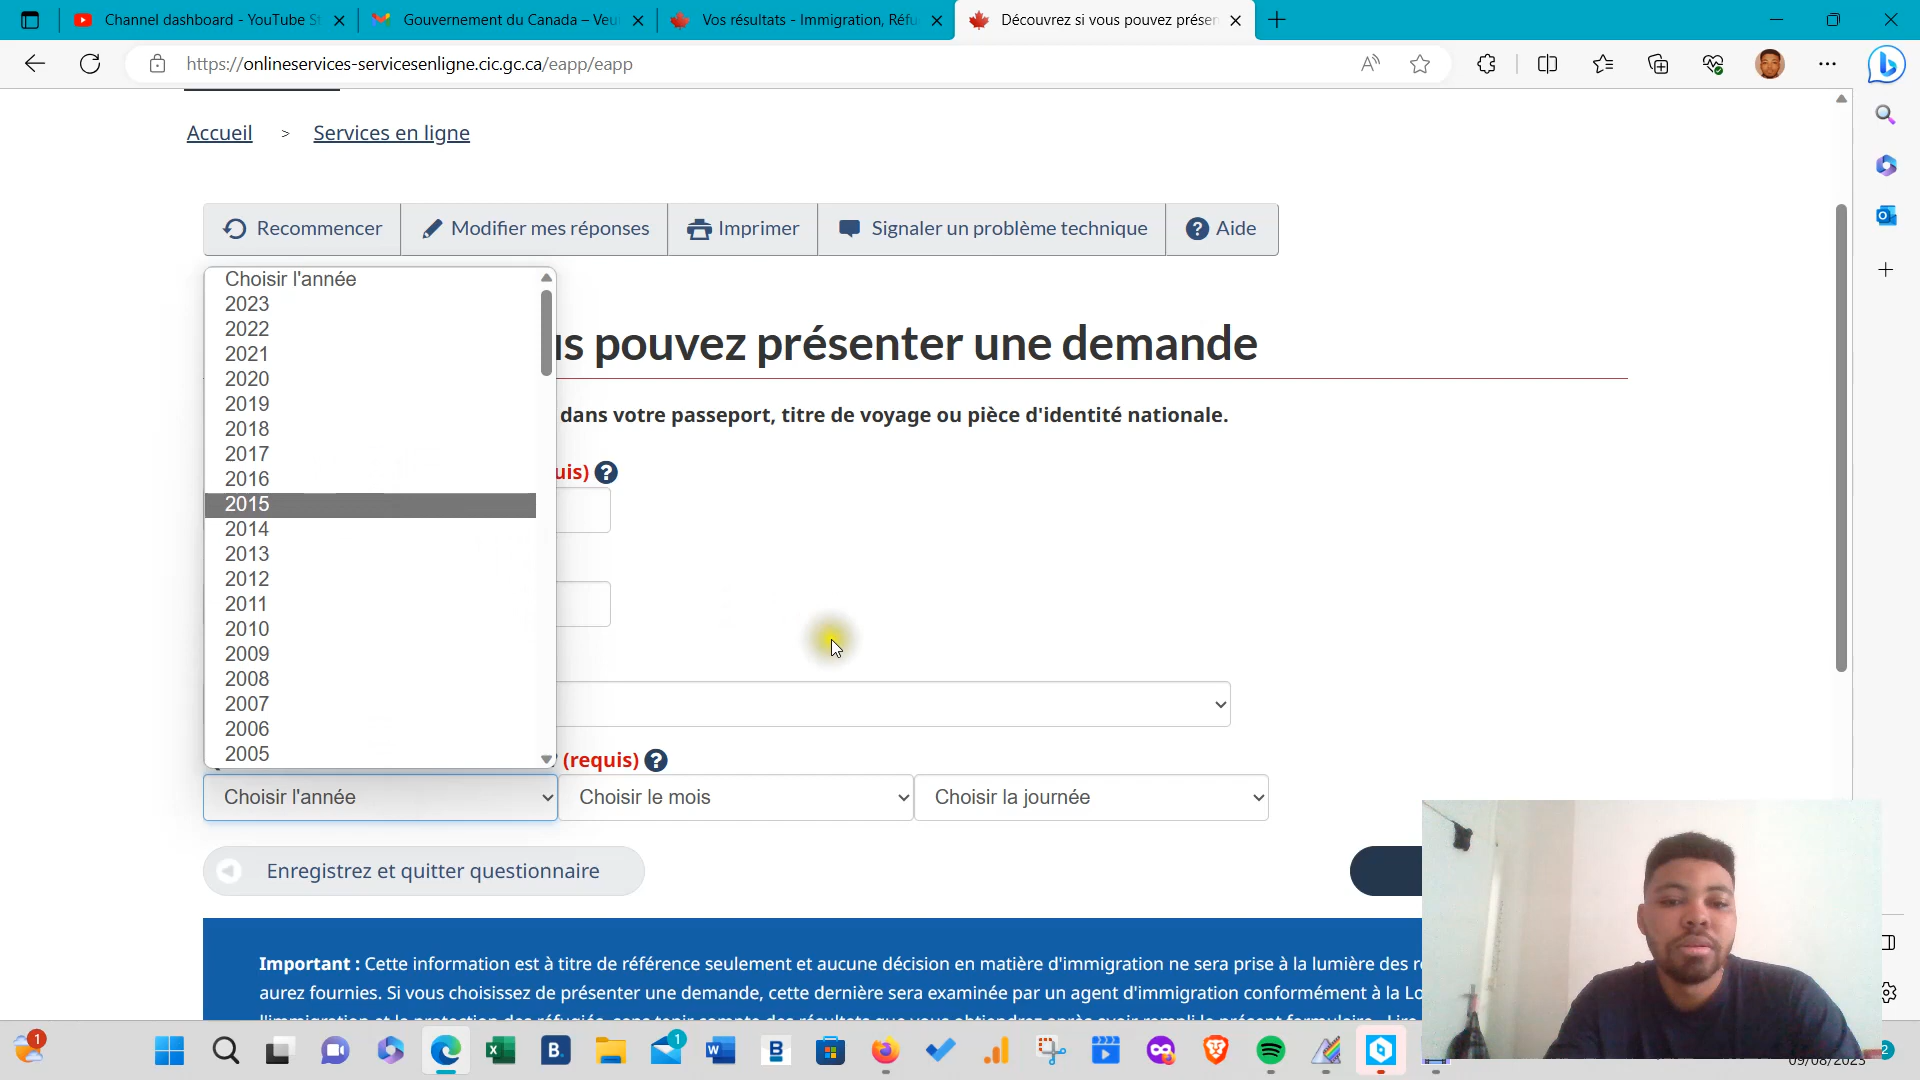 Channel dashboard - YouTube S
Gouvernement du Canada – Veu
Vos résultats - Immigration, Réfu
Découvrez si vous pouvez présen
https://onlineservices-servicesenligne.cic.gc.ca/eapp/eapp
Accueil > Services en ligne
Recommencer
Modifier mes réponses
Imprimer
Signaler un problème technique
? Aide
Choisir l'année
2023
2022
2021
2020
2019
2018
2017
2016
2015
2014
2013
2012
2011
2010
2009
2008
2007
2006
2005
us pouvez présenter une demande
dans votre passeport, titre de voyage ou pièce d'identité nationale.
uis) ?
(requis) ?
Choisir l'année
Choisir le mois
Choisir la journée
Enregistrez et quitter questionnaire
Important : Cette information est à titre de référence seulement et aucune décision en matière d'immigration ne sera prise à la lumière des
aurez fournies. Si vous choisissez de présenter une demande, cette dernière sera examinée par un agent d'immigration conformément à la
09/08/2023